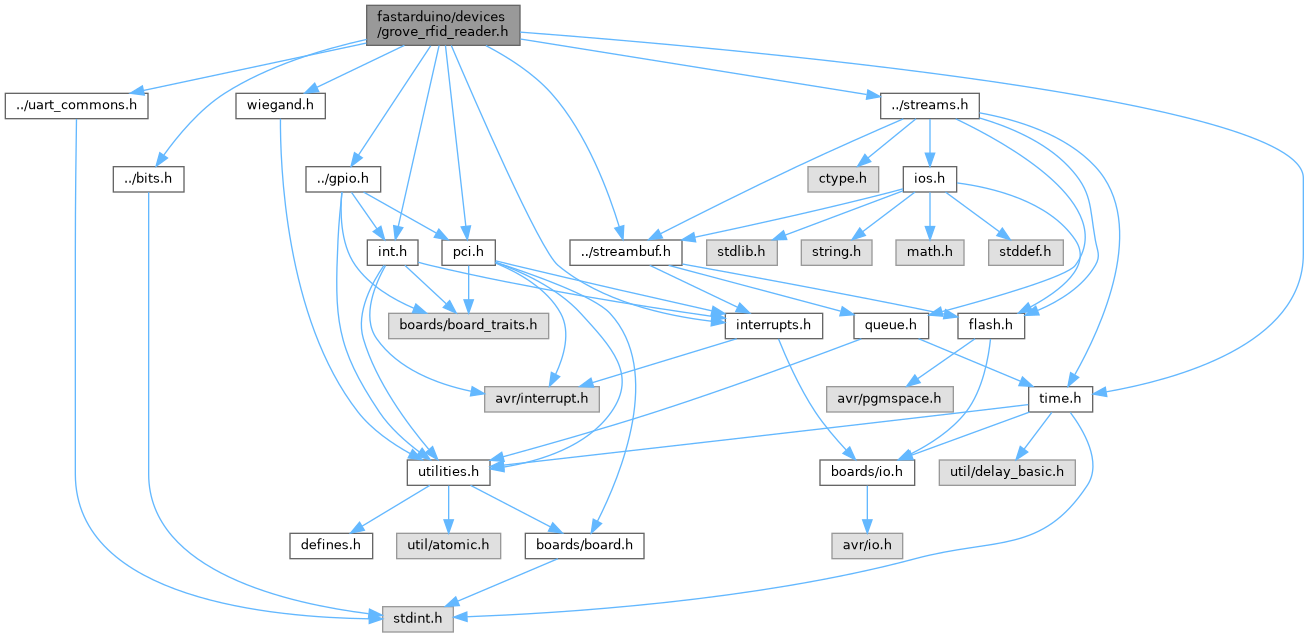 fastarduino/devices
/grove_rfid_reader.h
../uart_commons.h
wiegand.h
../streams.h
../bits.h
../gpio.h
ctype.h
ios.h
int.h
pci.h
../streambuf.h
stdlib.h
string.h
math.h
stddef.h
boards/board_traits.h
interrupts.h
queue.h
flash.h
avr/interrupt.h
avr/pgmspace.h
time.h
utilities.h
boards/io.h
util/delay_basic.h
defines.h
util/atomic.h
boards/board.h
avr/io.h
stdint.h